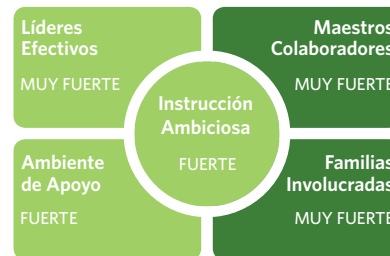 Líderes
Efectivos
MUY FUERTE
Maestros
Colaboradores
MUY FUERTE
Instrucción
Ambiciosa
FUERTE
Ambiente
de Apoyo
FUERTE
Familias
Involucradas
MUY FUERTE